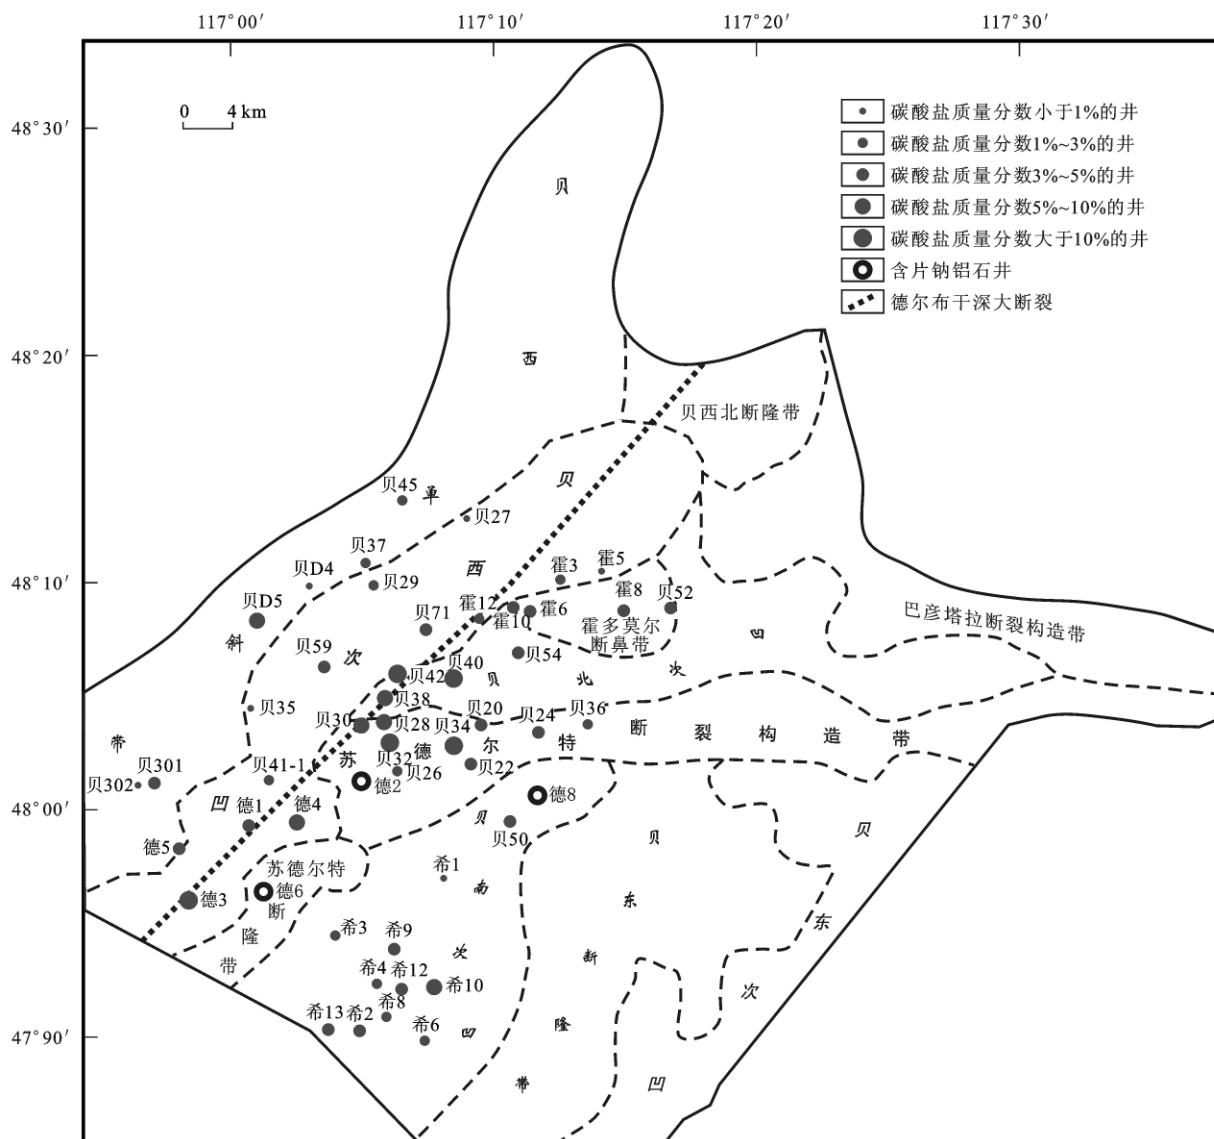 117°00′ 117°10′ 117°20′ 117°30′
0 4 km
48°30′
48°20′
48°10′
48°00′
47°90′
碳酸盐质量分数小于1%的井
碳酸盐质量分数1%~3%的井
碳酸盐质量分数3%~5%的井
碳酸盐质量分数5%~10%的井
碳酸盐质量分数大于10%的井
含片钠铝石井
德尔布干深大断裂
贝西单斜带
贝西北断隆带
贝西次凹
贝45
贝27
贝37
贝D4
贝29
贝D5
贝71
贝59
贝35
霍3
霍5
霍12
霍10
霍6
霍8
贝52
霍多莫尔
断鼻带
贝54
巴彦塔拉断裂构造带
贝42
贝40
贝38
贝北次凹
贝30
贝28
贝34
贝20
贝24
贝36
苏德尔特断裂构造带
贝32
贝26
贝22
贝301
贝302
贝41-1
德2
德8
德1
德4
德5
贝50
苏德尔特
断隆带
德6
德3
希1
贝南次凹
希3
希9
希4
希12
希10
希8
希13
希2
希6
贝东断隆带
贝东次凹